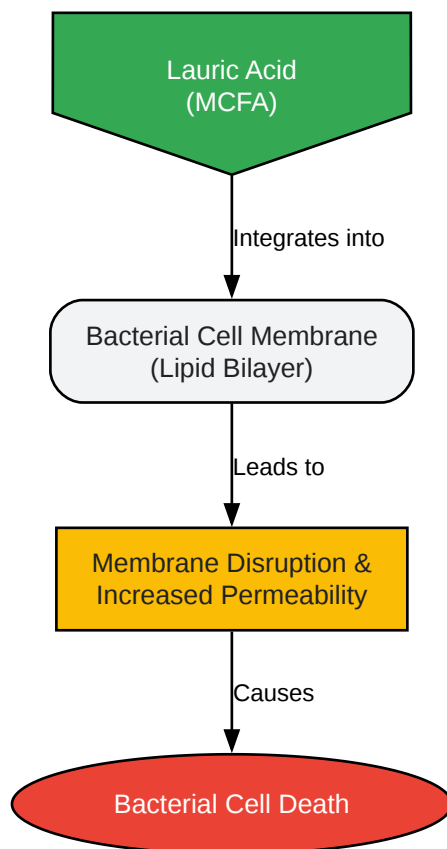 Lauric Acid
(MCFA)
Integrates into
Bacterial Cell Membrane
(Lipid Bilayer)
Leads to
Membrane Disruption &
Increased Permeability
Causes
Bacterial Cell Death